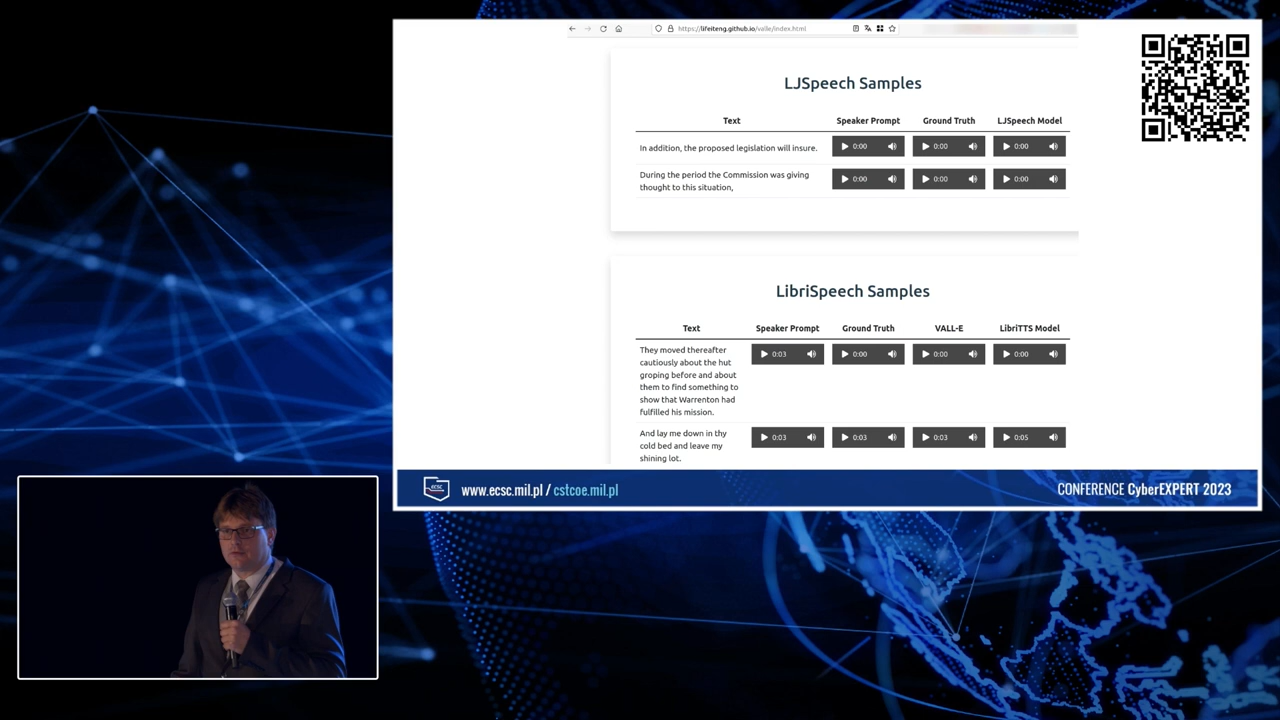 https://lifeiteng.github.io/valle/index.html
LJSpeech Samples
Text Speaker Prompt Ground Truth LJSpeech Model
In addition, the proposed legislation will insure. 0:00 0:00 0:00
During the period the Commission was giving
thought to this situation,
0:00 0:00 0:00
LibriSpeech Samples
Text Speaker Prompt Ground Truth VALL-E LibriTTS Model
They moved thereafter
cautiously about the hut
groping before and about
them to find something to
show that Warrenton had
fulfilled his mission.
0:03 0:00 0:00 0:00
And lay me down in thy
cold bed and leave my
shining lot.
0:03 0:03 0:03 0:05
ecsc
www.ecsc.mil.pl / cstcoe.mil.pl
CONFERENCE CyberEXPERT 2023